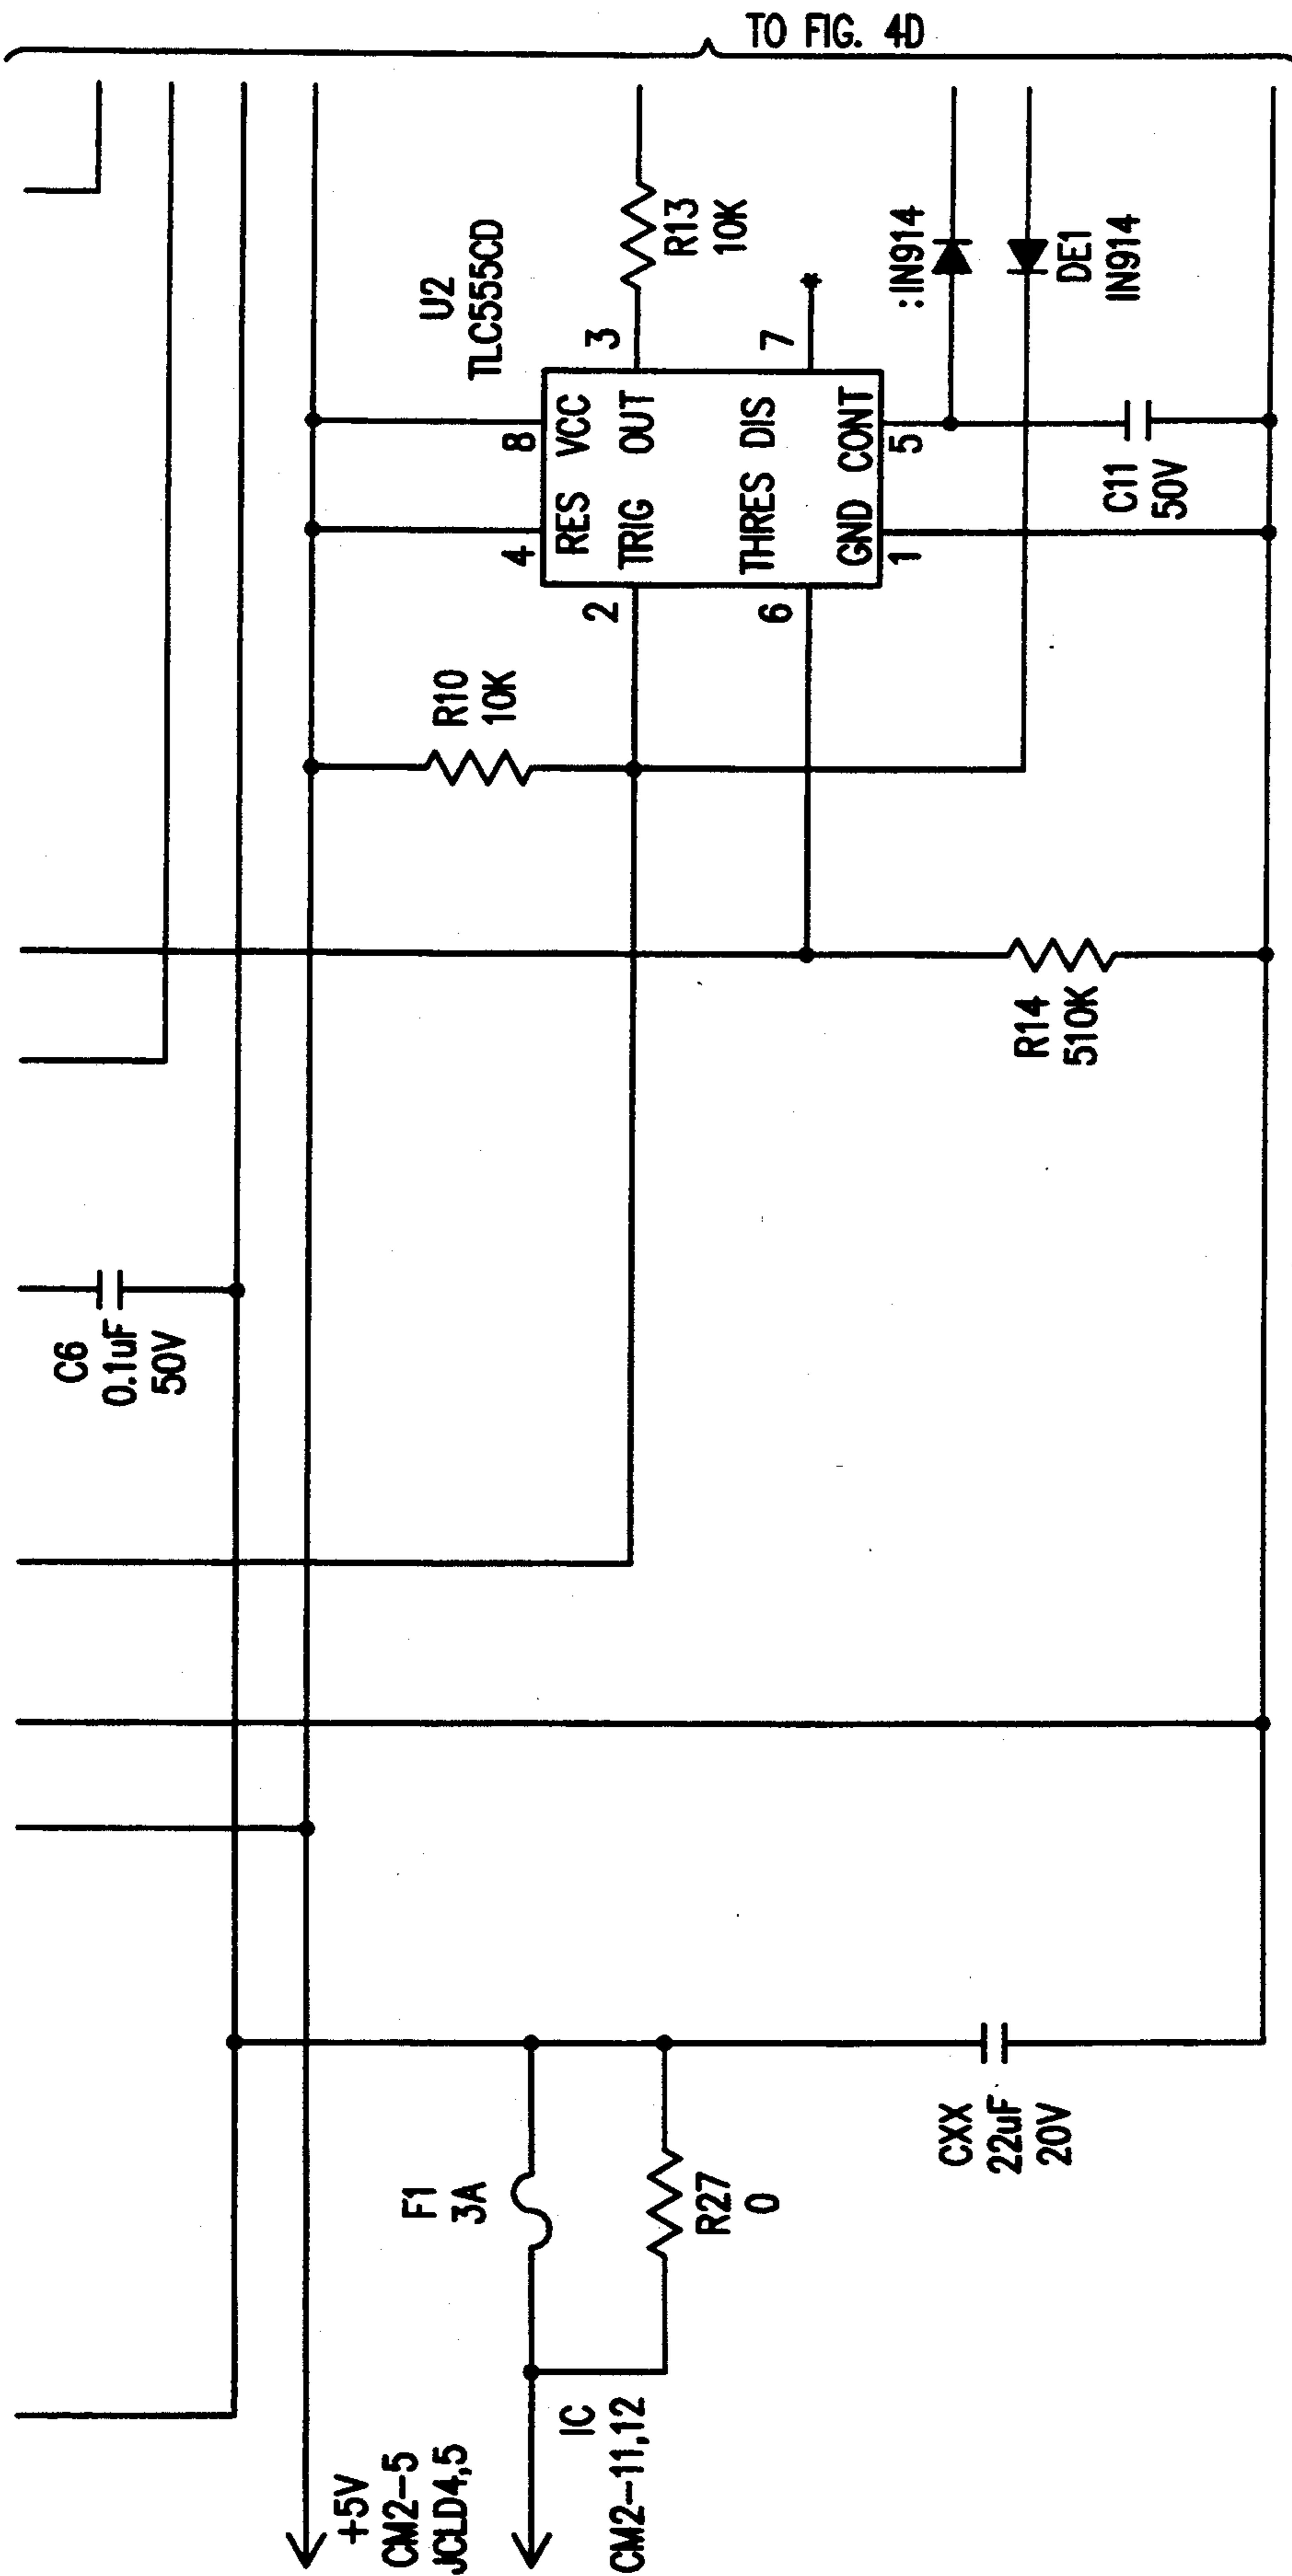 TO FIG. 4D
U2
TLC555CD
R13
10K
3
7
8
4
VCC
RES
OUT
TRIG
DIS
THRES
CONT
GND
2
6
5
1
:IN914
DE1
IN914
C11
50V
R10
10K
R14
510K
C6
0.1uF
50V
F1
3A
R27
0
CXX
22uF
20V
+5V
CM2-5
JCLD4,5
IC
CM2-11,12